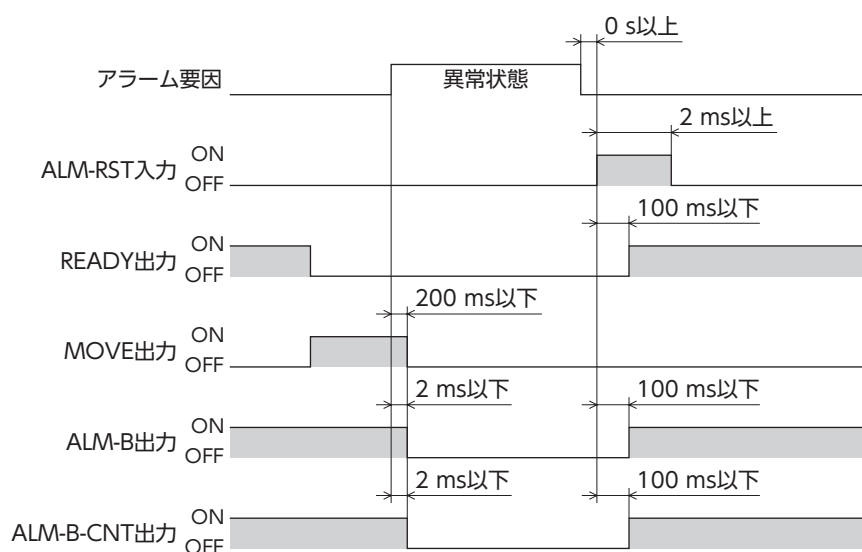 0 s以上
アラーム要因
異常状態
2 ms以上
ALM-RST入力
ON
OFF
100 ms以下
READY出力
ON
OFF
200 ms以下
MOVE出力
ON
OFF
2 ms以下
100 ms以下
ALM-B出力
ON
OFF
2 ms以下
100 ms以下
ALM-B-CNT出力
ON
OFF